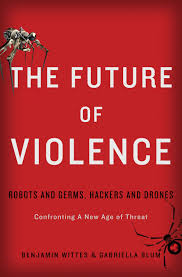 THE FUTURE
OF
VIOLENCE
ROBOTS AND GERMS, HACKERS AND DRONES
Confronting A New Age of Threat
BENJAMIN WITTES & GABRIELLA BLUM